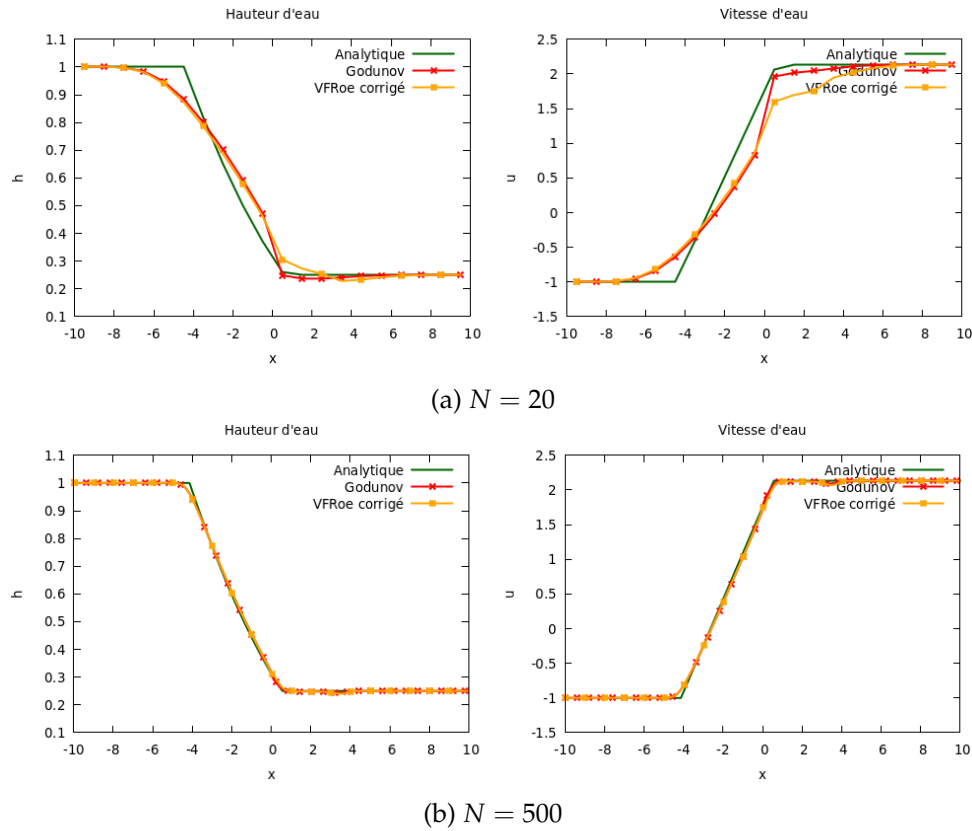 Hauteur d'eau
1.1
1
0.9
0.8
0.7
0.6
0.5
0.4
0.3
0.2
0.1
h
Analytique
Godunov
VFRoe corrigé
-10 -8 -6 -4 -2 0 2 4 6 8 10
x
Vitesse d'eau
2.5
2
1.5
1
0.5
0
-0.5
-1
-1.5
u
Analytique
Godunov
VFRoe corrigé
-10 -8 -6 -4 -2 0 2 4 6 8 10
x
(a) N = 20
Hauteur d'eau
1.1
1
0.9
0.8
0.7
0.6
0.5
0.4
0.3
0.2
0.1
h
Analytique
Godunov
VFRoe corrigé
-10 -8 -6 -4 -2 0 2 4 6 8 10
x
Vitesse d'eau
2.5
2
1.5
1
0.5
0
-0.5
-1
-1.5
u
Analytique
Godunov
VFRoe corrigé
-10 -8 -6 -4 -2 0 2 4 6 8 10
x
(b) N = 500